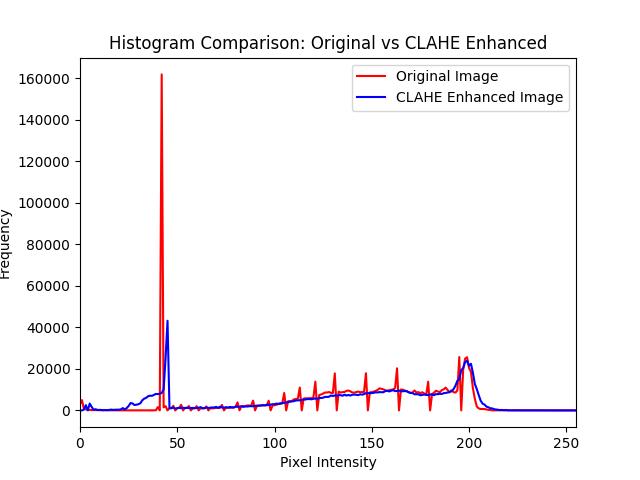 Histogram Comparison: Original vs CLAHE Enhanced
Original Image
CLAHE Enhanced Image
160000
140000
120000
100000
80000
60000
40000
20000
0
Frequency
0 50 100 150 200 250
Pixel Intensity